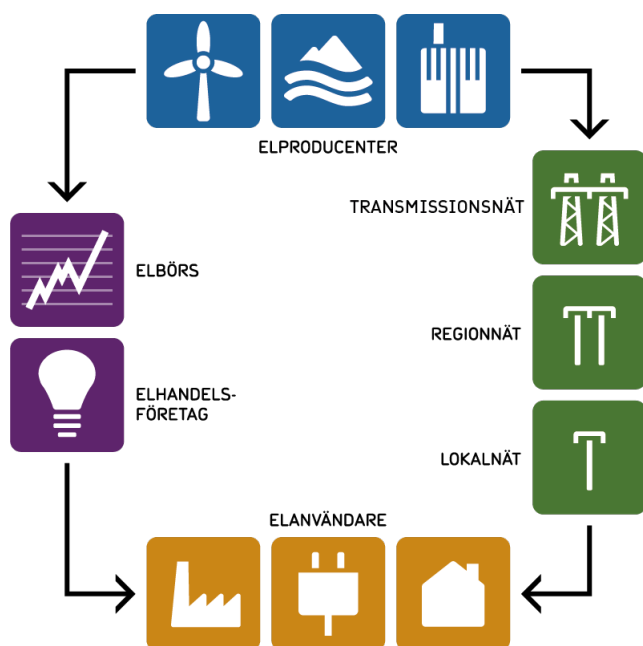 ELPRODUCENTER
TRANSMISSIONSNÄT
ELBÖRS
REGIONNÄT
ELHANDELS-
FÖRETAG
LOKALNÄT
ELANVÄNDARE